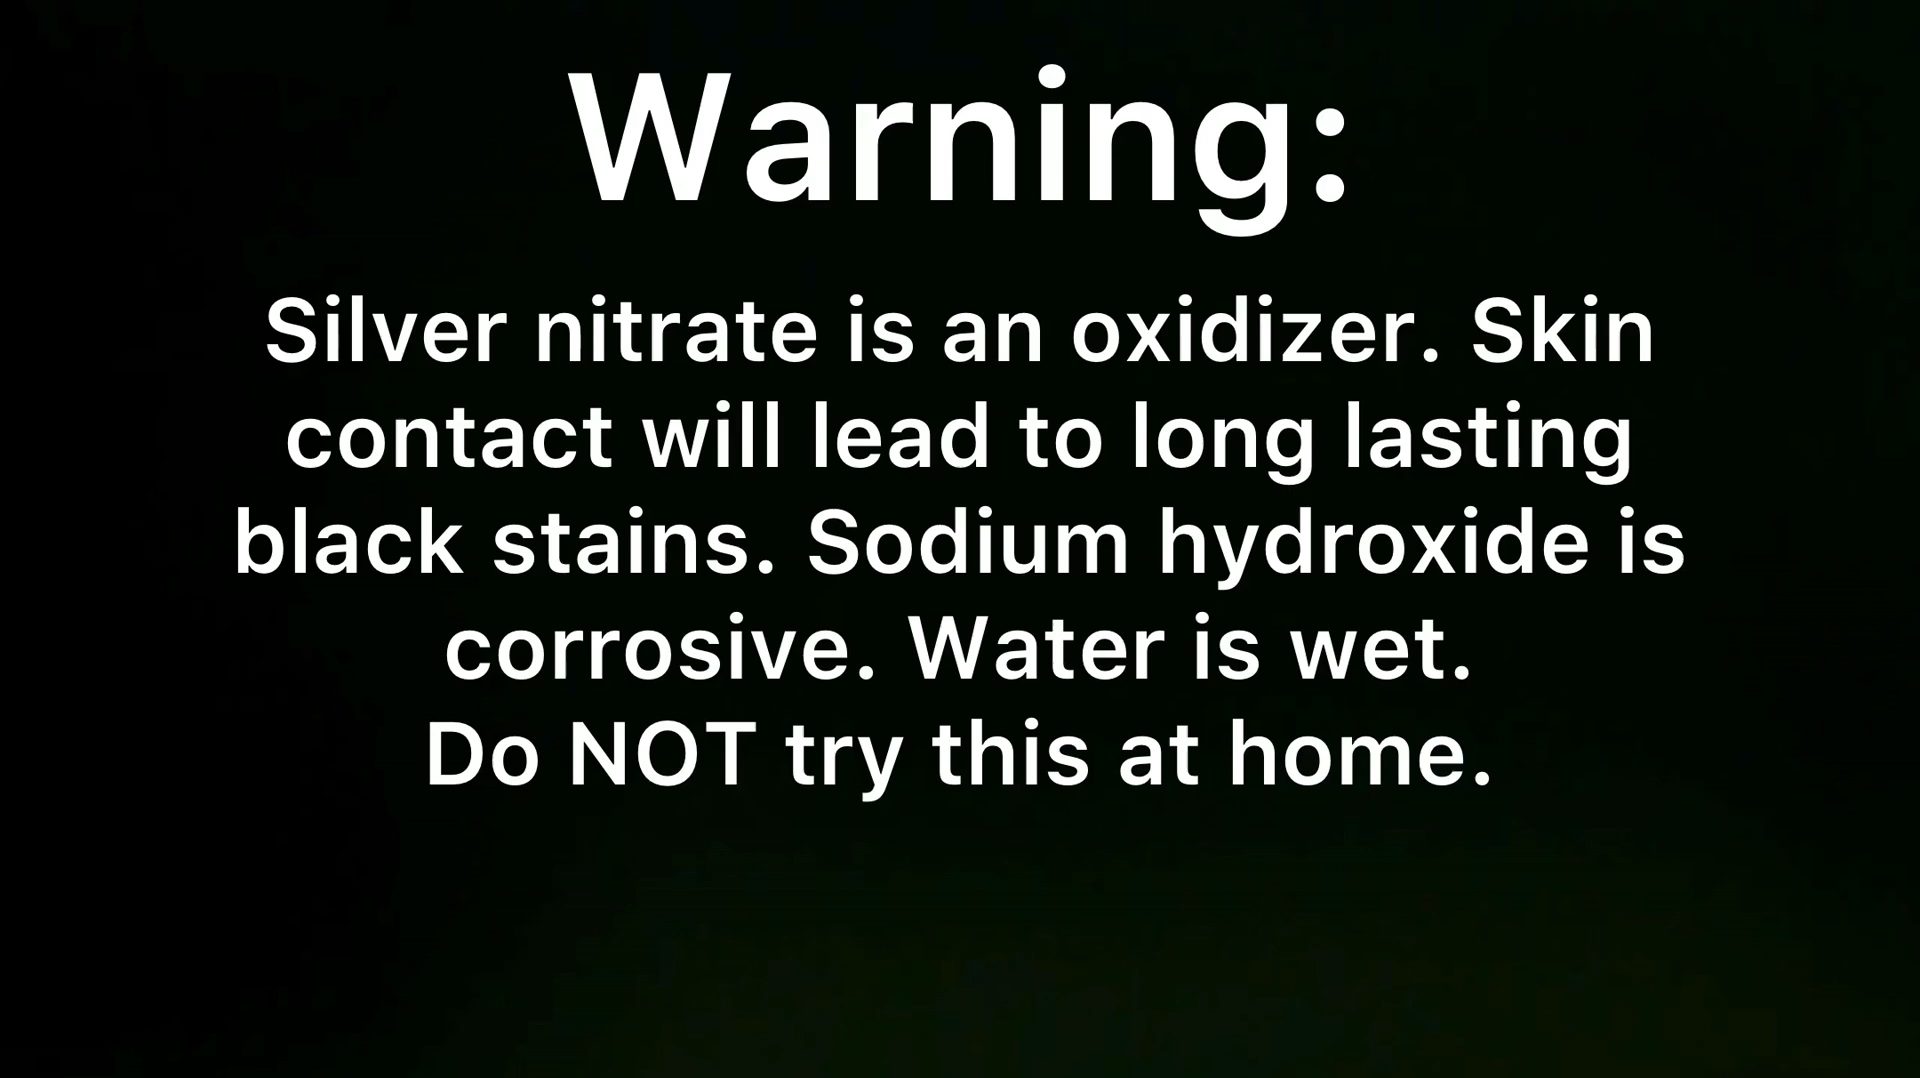 Warning:
Silver nitrate is an oxidizer. Skin
contact will lead to long lasting
black stains. Sodium hydroxide is
corrosive. Water is wet.
Do NOT try this at home.